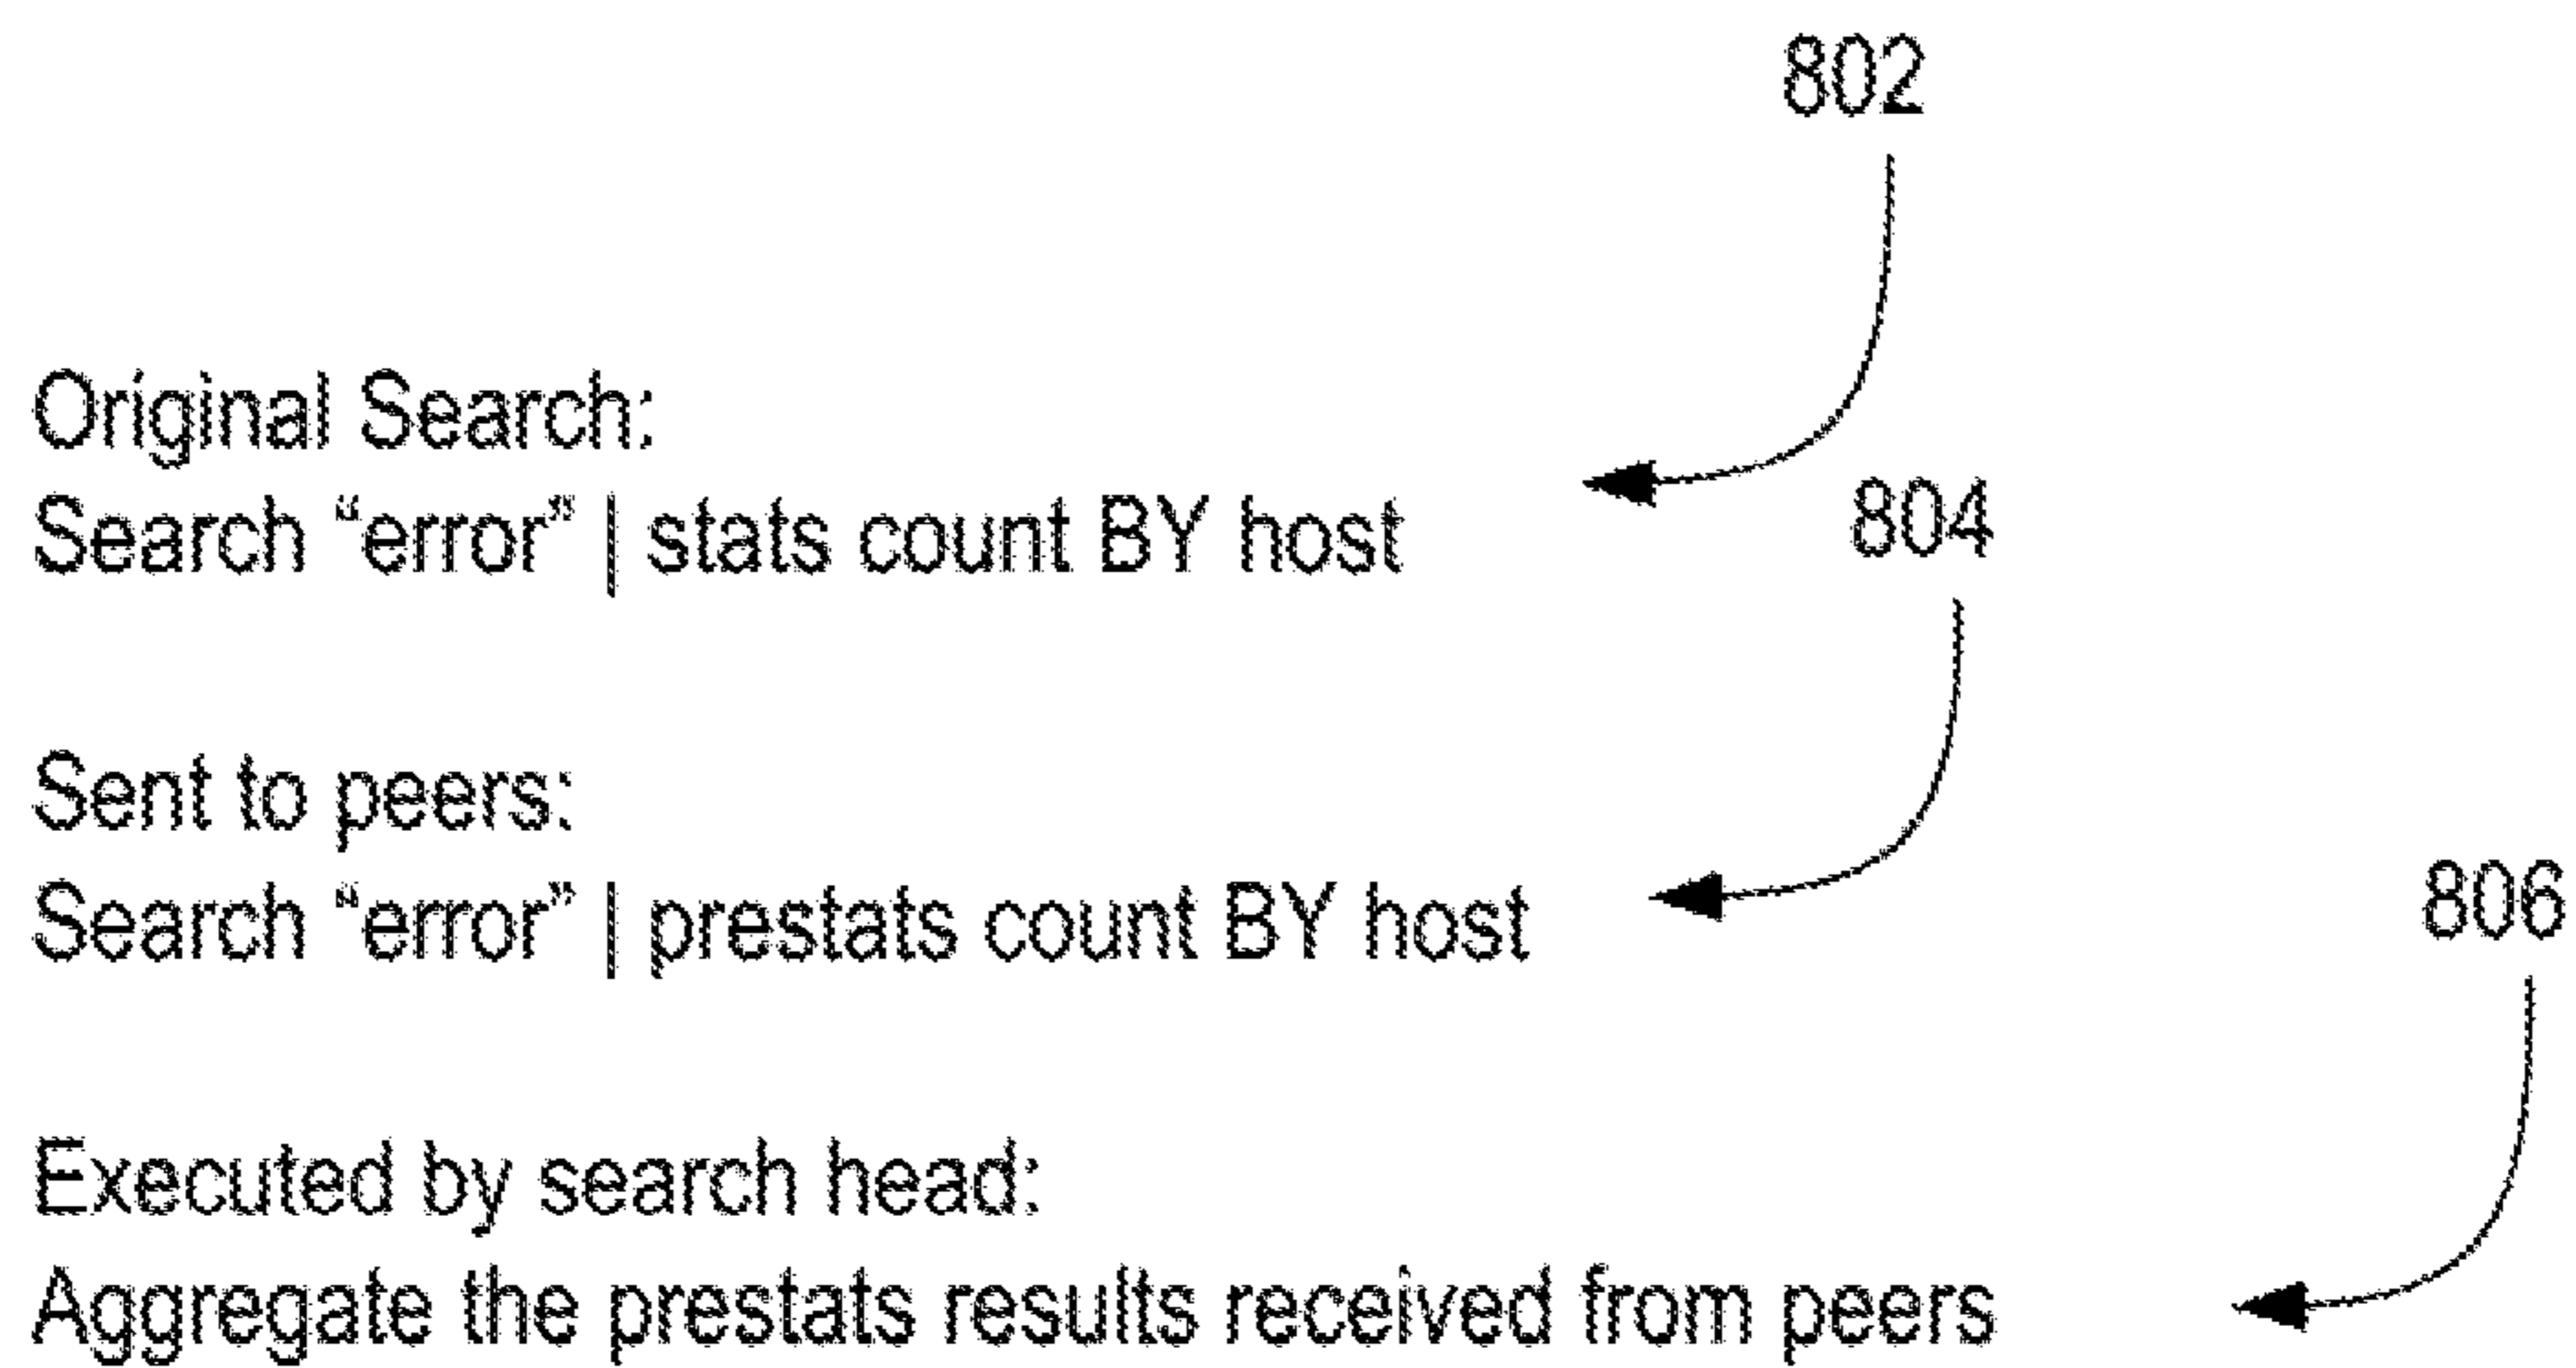 802
Original Search:
Search “error” | stats count BY host
804
Sent to peers:
Search “error” | prestats count BY host
806
Executed by search head:
Aggregate the prestats results received from peers